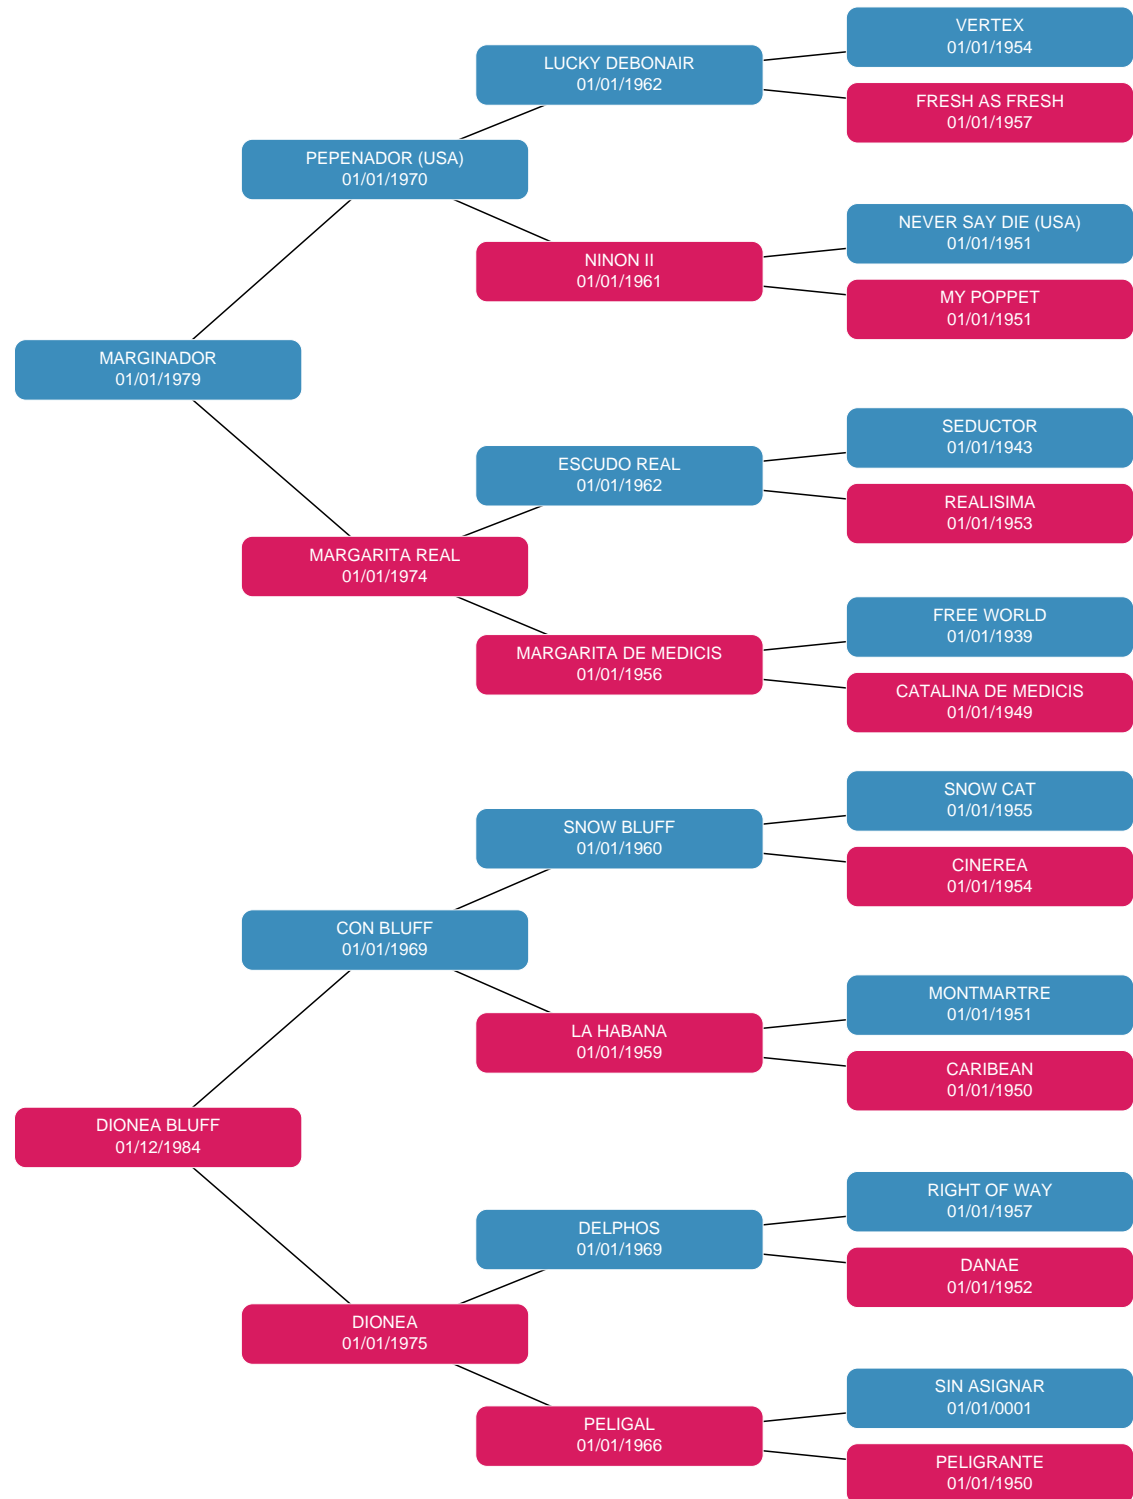 VERTEX
01/01/1954
LUCKY DEBONAIR
01/01/1962
FRESH AS FRESH
01/01/1957
PEPENADOR (USA)
01/01/1970
NEVER SAY DIE (USA)
01/01/1951
NINON II
01/01/1961
MY POPPET
01/01/1951
MARGINADOR
01/01/1979
SEDUCTOR
01/01/1943
ESCUDO REAL
01/01/1962
REALISIMA
01/01/1953
MARGARITA REAL
01/01/1974
FREE WORLD
01/01/1939
MARGARITA DE MEDICIS
01/01/1956
CATALINA DE MEDICIS
01/01/1949
SNOW CAT
01/01/1955
SNOW BLUFF
01/01/1960
CINEREA
01/01/1954
CON BLUFF
01/01/1969
MONTMARTRE
01/01/1951
LA HABANA
01/01/1959
CARIBEAN
01/01/1950
DIONEA BLUFF
01/12/1984
RIGHT OF WAY
01/01/1957
DELPHOS
01/01/1969
DANAE
01/01/1952
DIONEA
01/01/1975
SIN ASIGNAR
01/01/0001
PELIGAL
01/01/1966
PELIGRANTE
01/01/1950